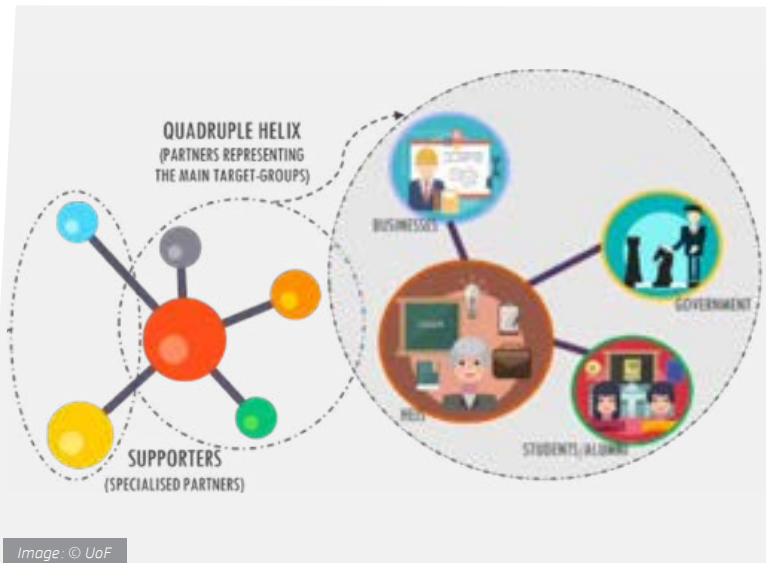 QUADRUPLE HELIX
(PARTNERS REPRESENTING
THE MAIN TARGET-GROUPS)
BUSINESSES
GOVERNMENT
HEIS
STUDENTS/ALUMNI
SUPPORTERS
(SPECIALISED PARTNERS)
Image: © UoF